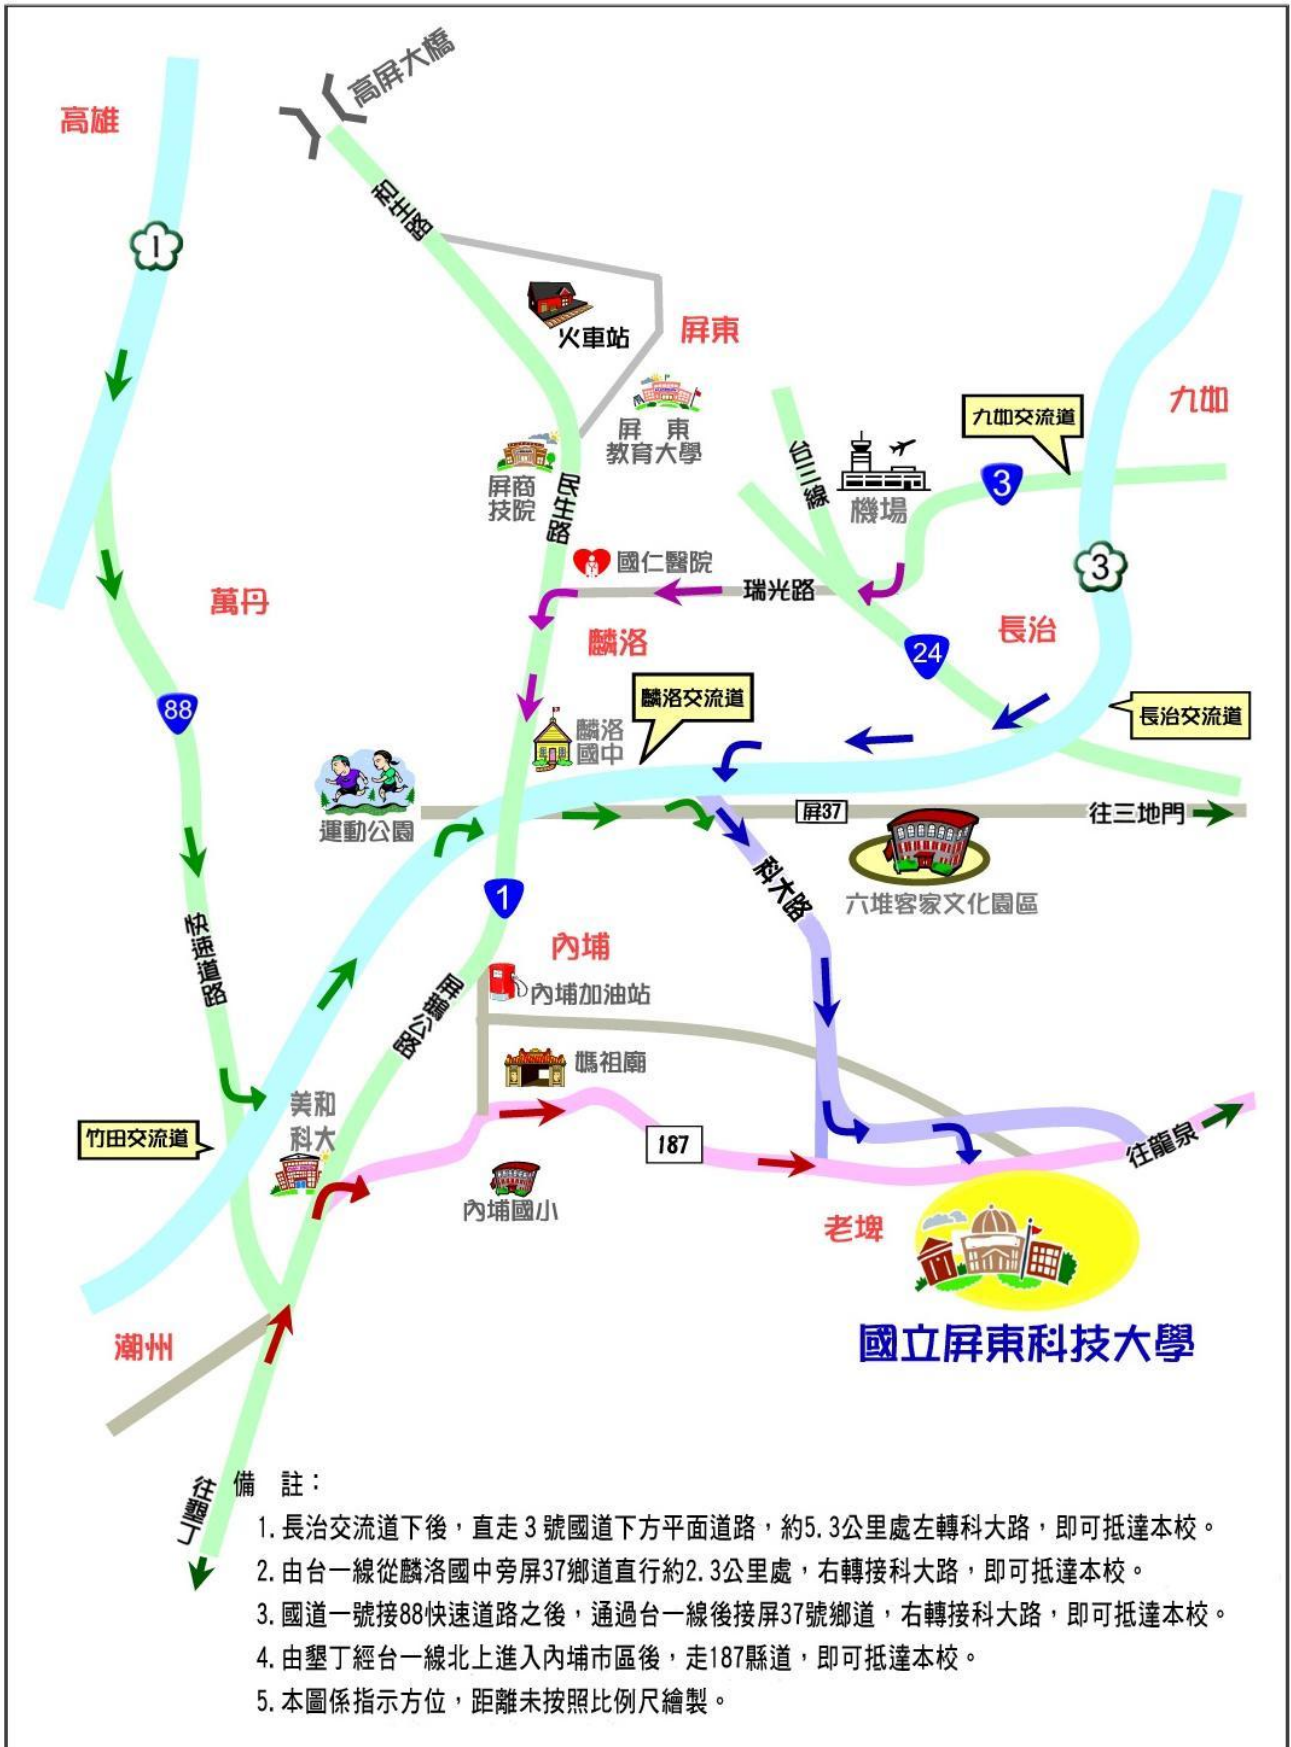 高屏大橋
高雄
1
和生路
火車站
屏東
九如
九如交流道
屏東
教育大學
台三線
3
機場
屏商
技院
民生路
國仁醫院
瑞光路
3
萬丹
麟洛
長治
24
88
麟洛交流道
長治交流道
麟洛
國中
運動公園
屏37
往三地門
科大路
六堆客家文化園區
1
快速道路
內埔
內埔加油站
屏鵝公路
媽祖廟
美和
科大
竹田交流道
187
往龍泉
內埔國小
老埤
國立屏東科技大學
潮州
往墾丁
備 註：
1.長治交流道下後，直走3號國道下方平面道路，約5.3公里處左轉科大路，即可抵達本校。
2.由台一線從麟洛國中旁屏37鄉道直行約2.3公里處，右轉接科大路，即可抵達本校。
3.國道一號接88快速道路之後，通過台一線後接屏37號鄉道，右轉接科大路，即可抵達本校。
4.由墾丁經台一線北上進入內埔市區後，走187縣道，即可抵達本校。
5.本圖係指示方位，距離未按照比例尺繪製。